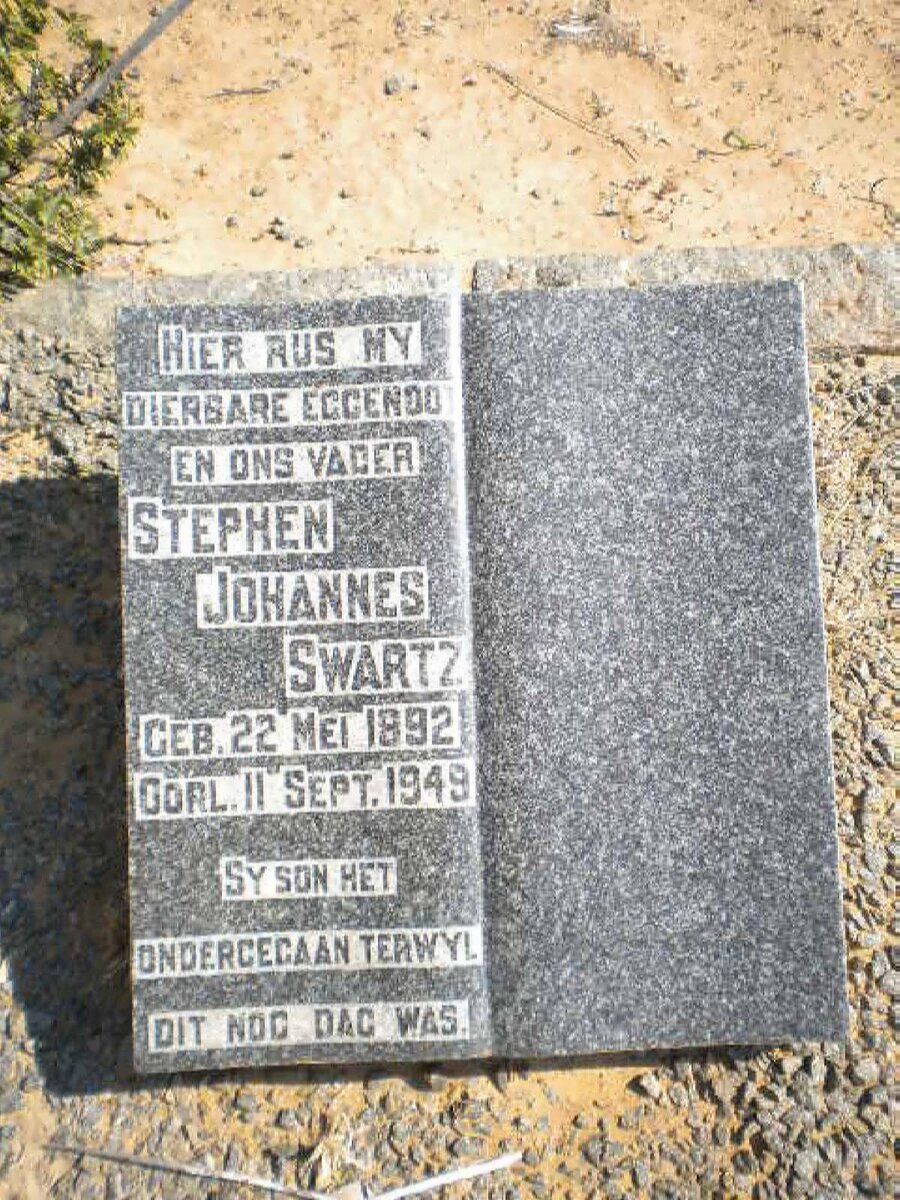 HIER RUS MY
DIERBARE EGGENOOT
EN ONS VADER
STEPHEN
JOHANNES
SWARTZ
GEB. 22 MEI 1892
OORL. 11 SEPT. 1949
SY SON HET
ONDERGEGAAN TERWYL
DIT NOG DAG WAS.